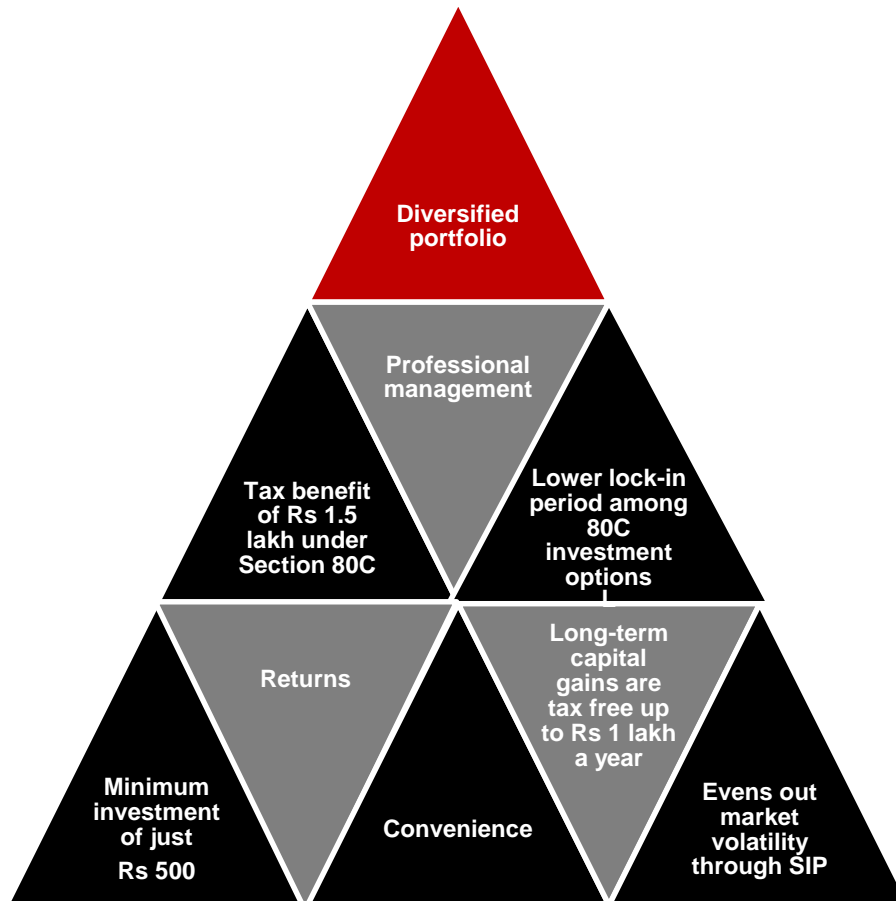 Diversified
portfolio
Professional
management
Tax benefit
of Rs 1.5
lakh under
Section 80C
Lower lock-in
period among
80C
investment
options
L
Returns
Long-term
capital
gains are
tax free up
to Rs 1 lakh
a year
Minimum
investment
of just
Rs 500
Convenience
Evens out
market
volatility
through SIP